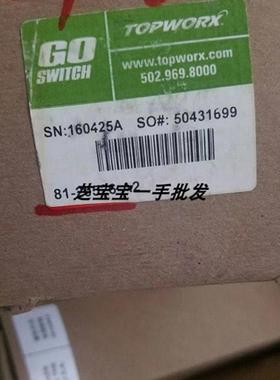 GO
SWITCH
TOPWORX
www.topworx.com
502.969.8000
SN:160425A SO#: 50431699
81-
达宝宝一手批发